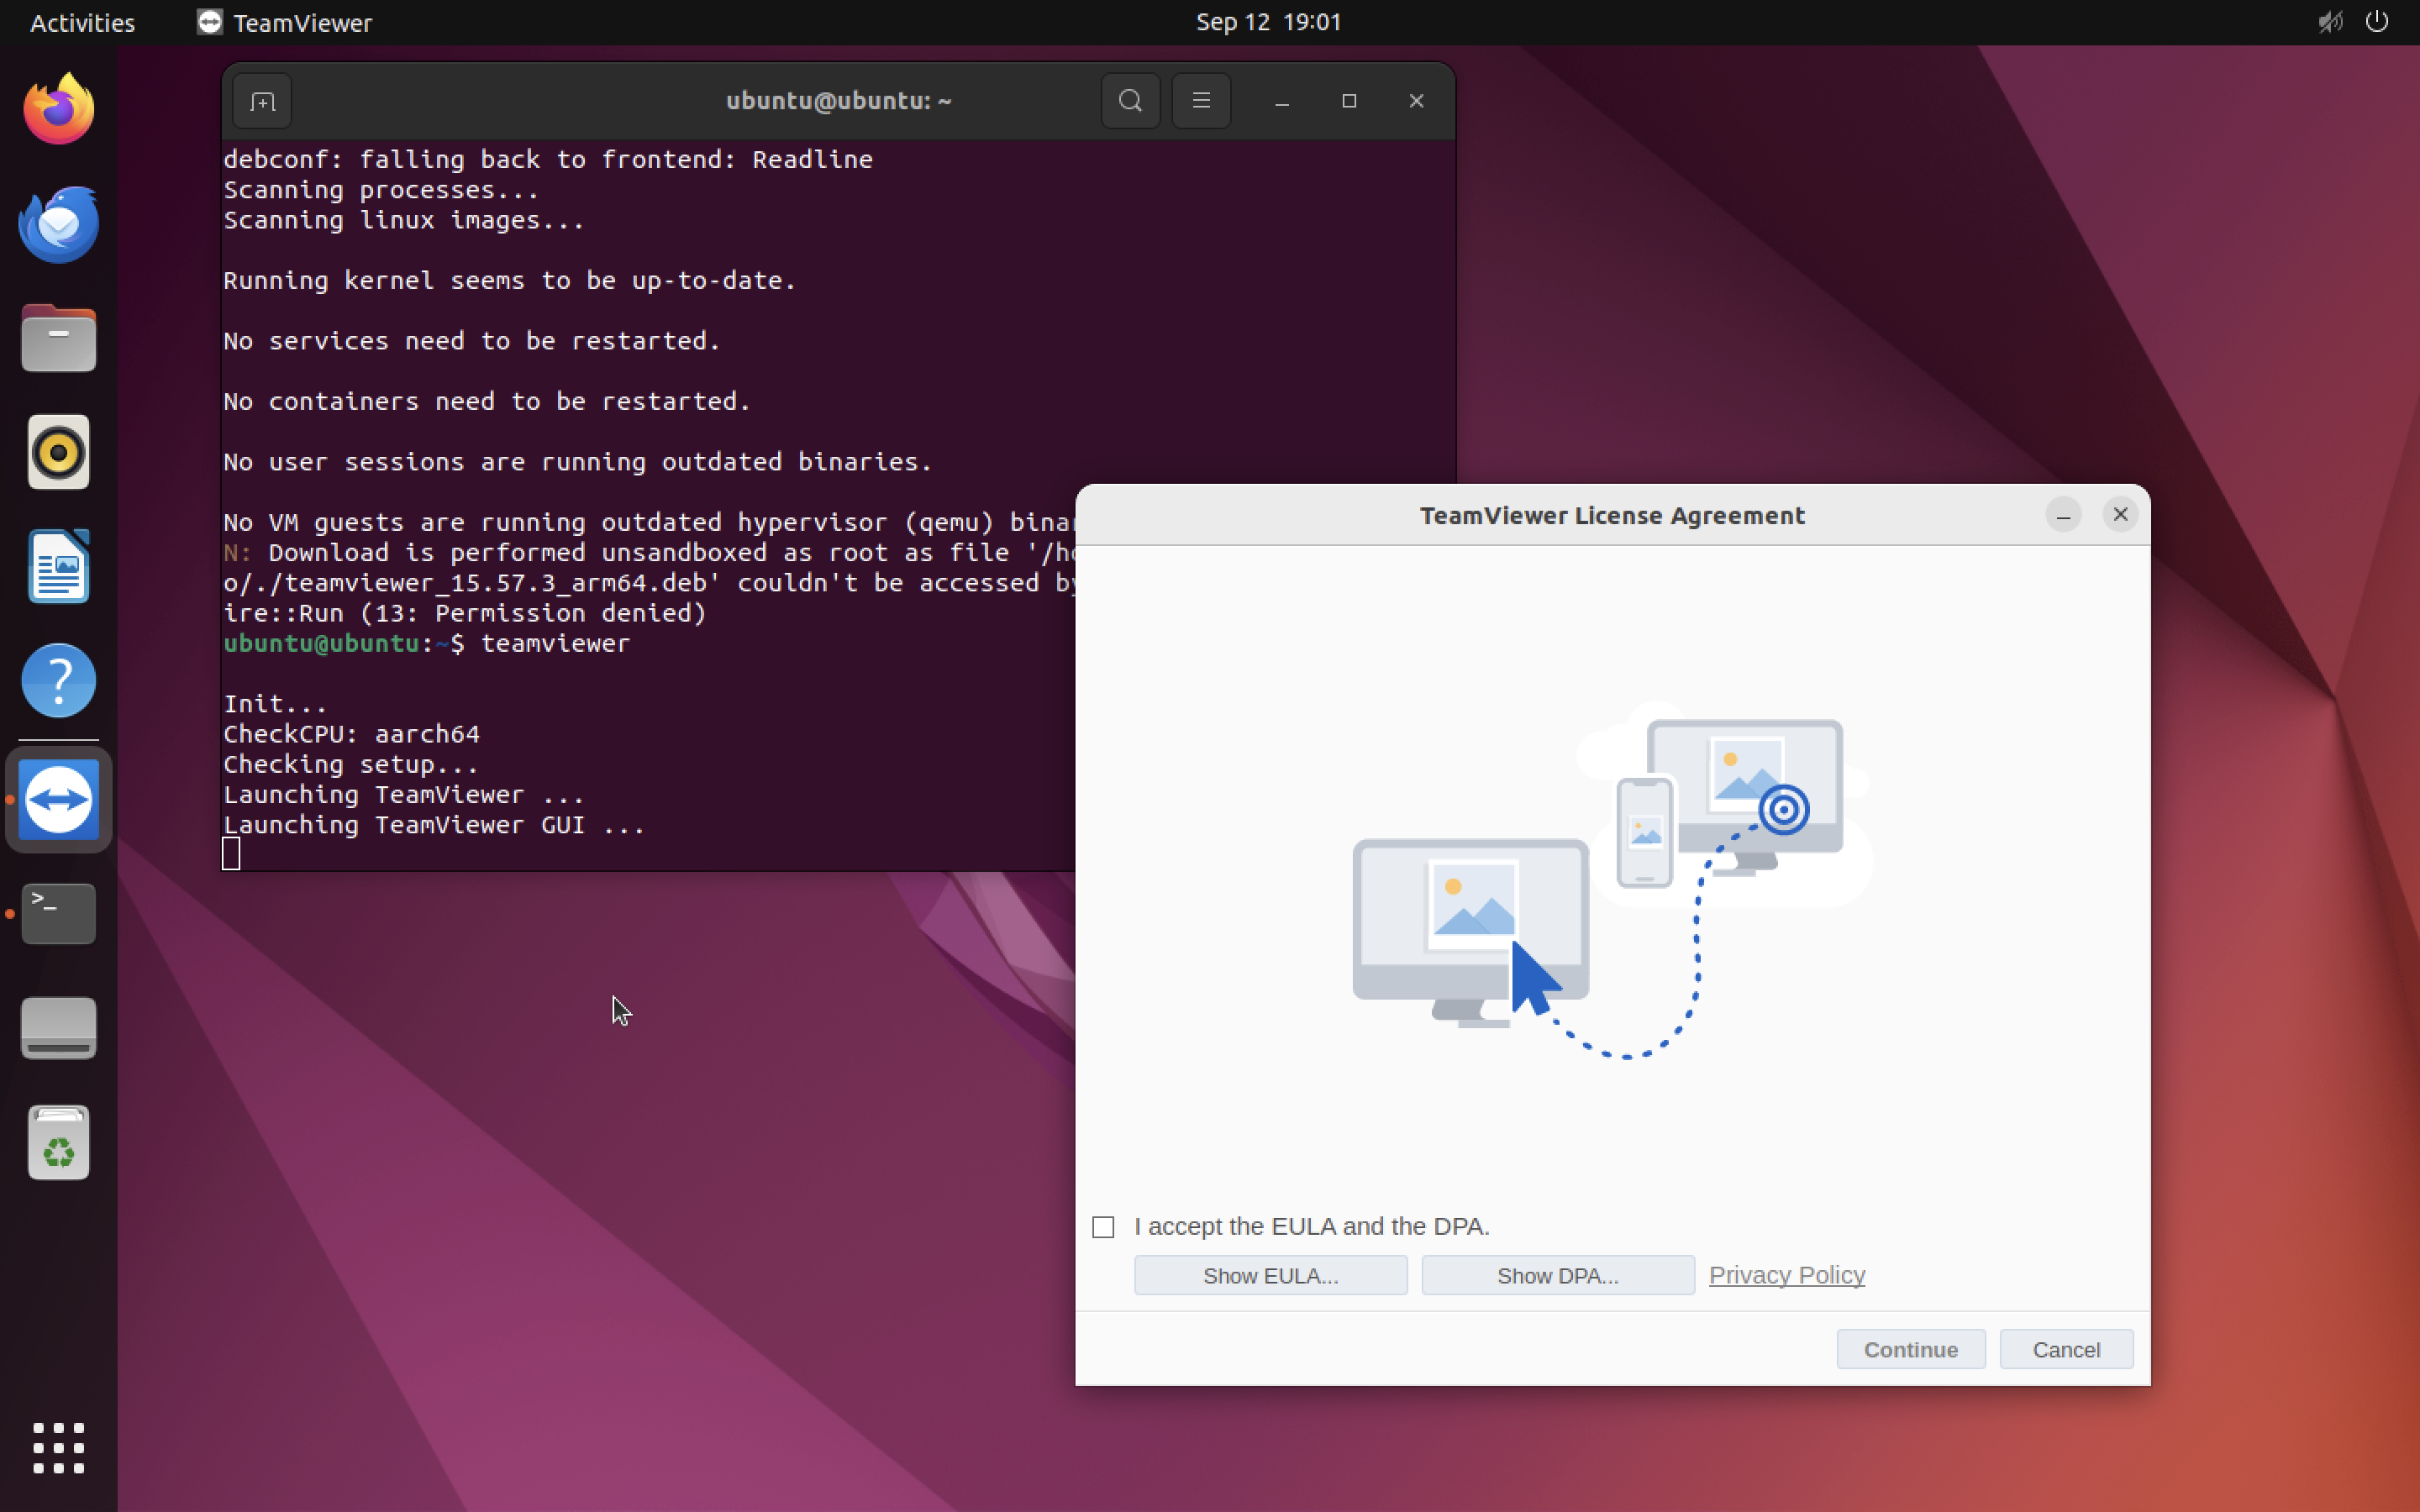 Activities TeamViewer Sep 12 19:01
ubuntu@ubuntu: ~
debconf: falling back to frontend: Readline
Scanning processes...
Scanning linux images...
Running kernel seems to be up-to-date.
No services need to be restarted.
No containers need to be restarted.
No user sessions are running outdated binaries.
No VM guests are running outdated hypervisor (qemu)
N: Download is performed unsandboxed as root as file
o/./teamviewer_15.57.3_arm64.deb' couldn't be accessed by
ire::Run (13: Permission denied)
ubuntu@ubuntu:~$ teamviewer
Init...
CheckCPU: aarch64
Checking setup...
Launching TeamViewer ...
Launching TeamViewer GUI ...
TeamViewer License Agreement
I accept the EULA and the DPA.
Show EULA... Show DPA... Privacy Policy
Continue Cancel